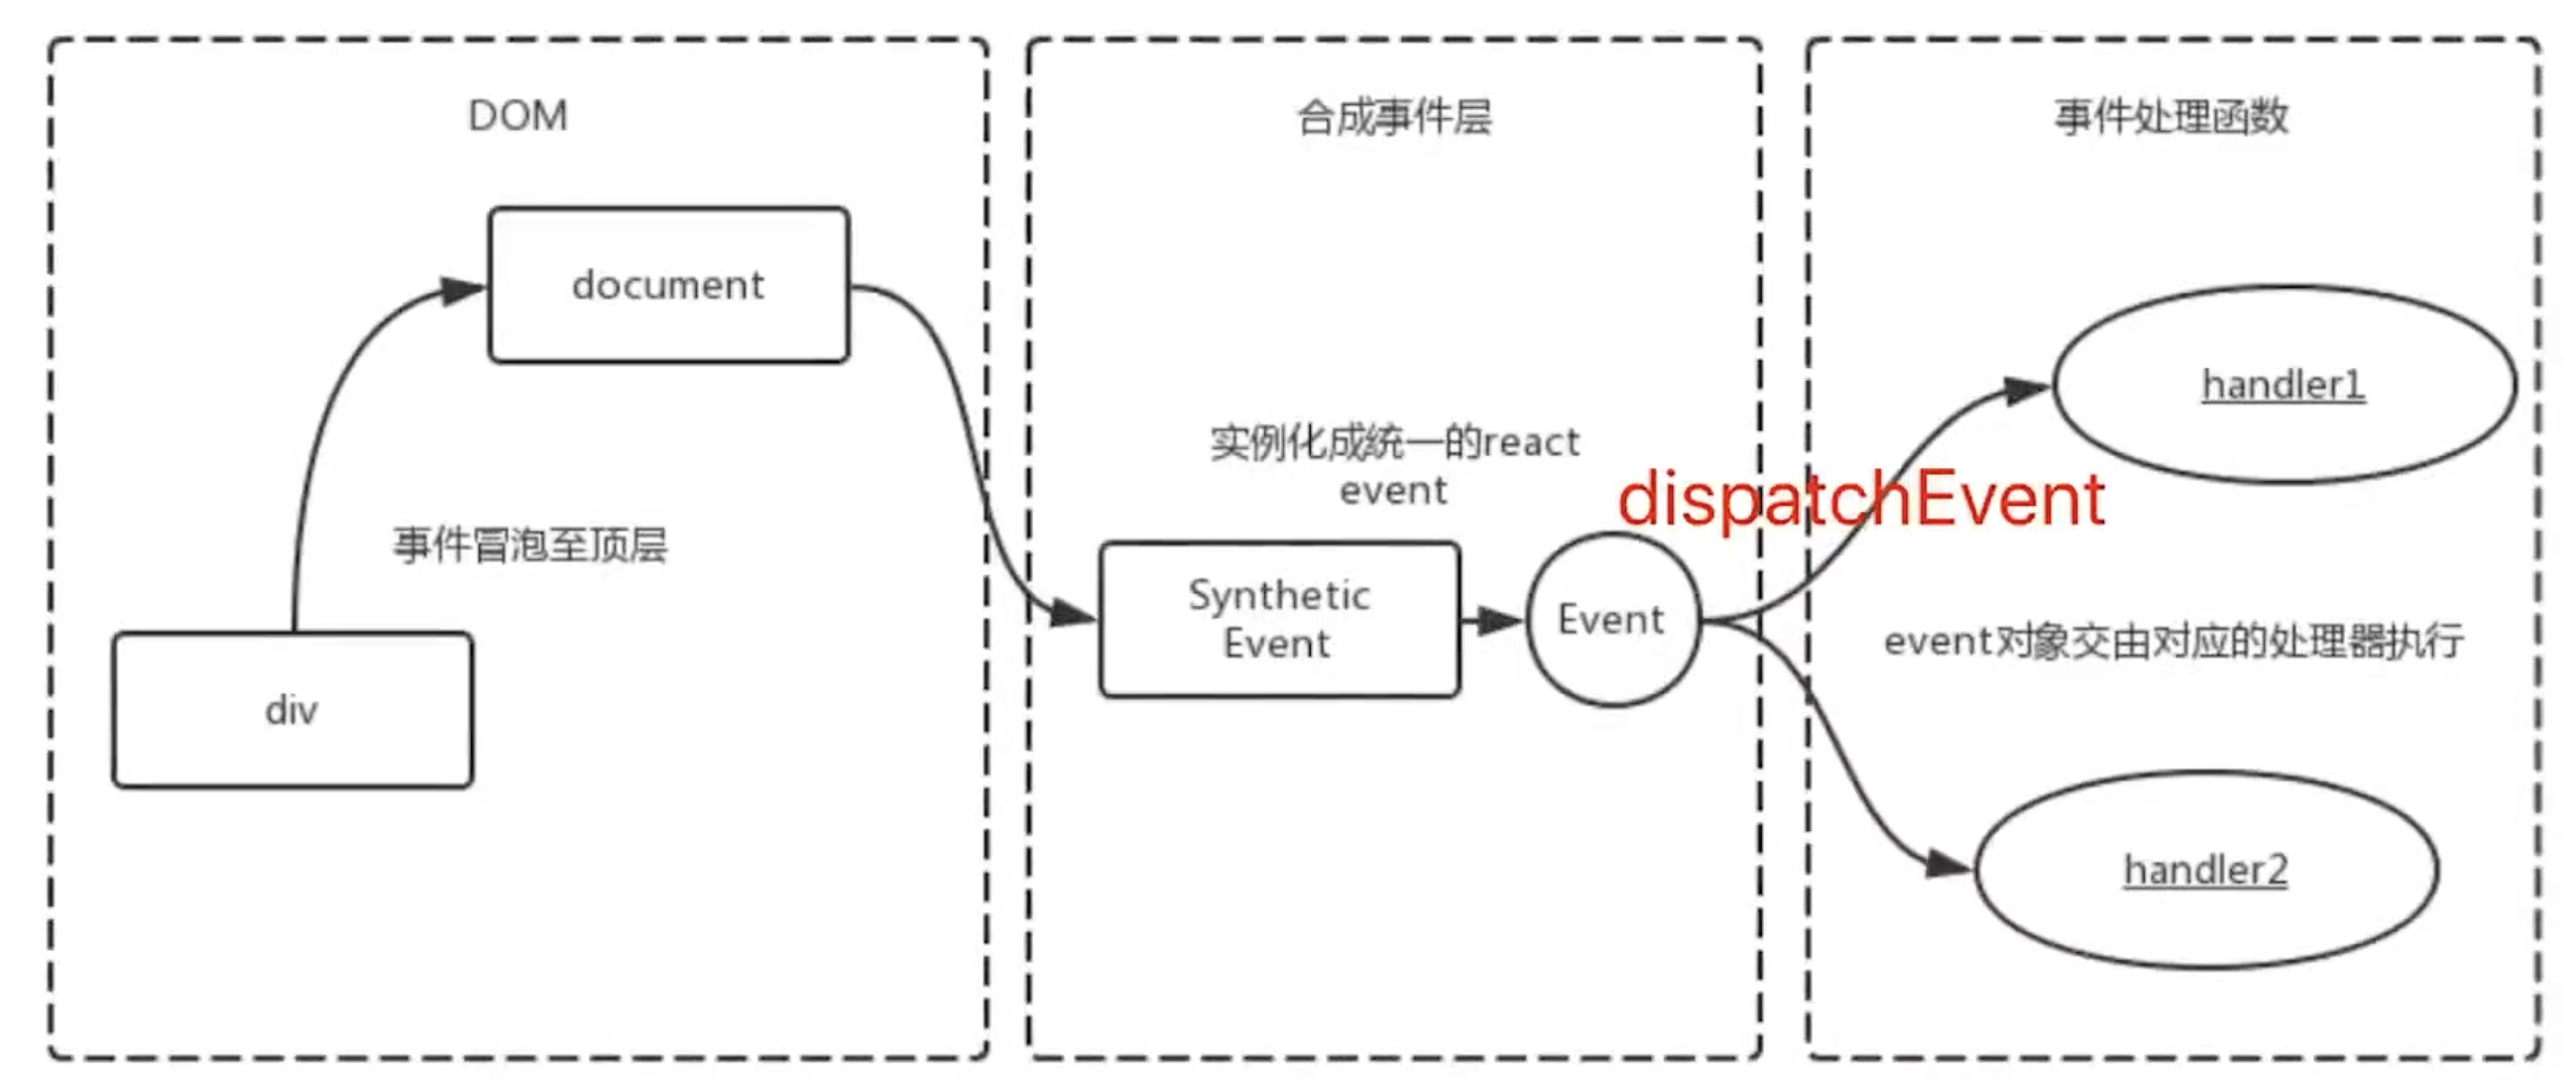 DOM
document
事件冒泡至顶层
div
合成事件层
实例化成统一的react
event
Synthetic
Event
Event
dispatchEvent
事件处理函数
handler1
event对象交由对应的处理器执行
handler2